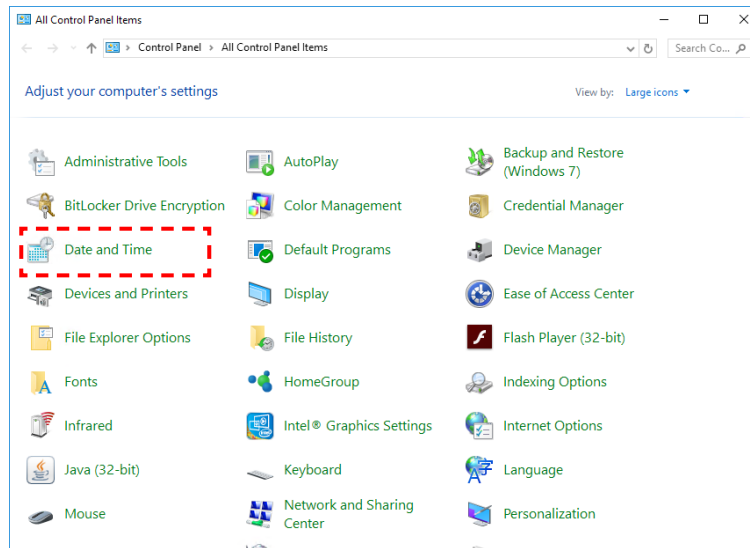 All Control Panel Items
Control Panel › All Control Panel Items
Search Co...
Adjust your computer's settings
View by: Large icons
Administrative Tools
AutoPlay
Backup and Restore
(Windows 7)
BitLocker Drive Encryption
Color Management
Credential Manager
Date and Time
Default Programs
Device Manager
Devices and Printers
Display
Ease of Access Center
File Explorer Options
File History
Flash Player (32-bit)
Fonts
HomeGroup
Indexing Options
Infrared
Intel® Graphics Settings
Internet Options
Java (32-bit)
Keyboard
Language
Mouse
Network and Sharing
Center
Personalization